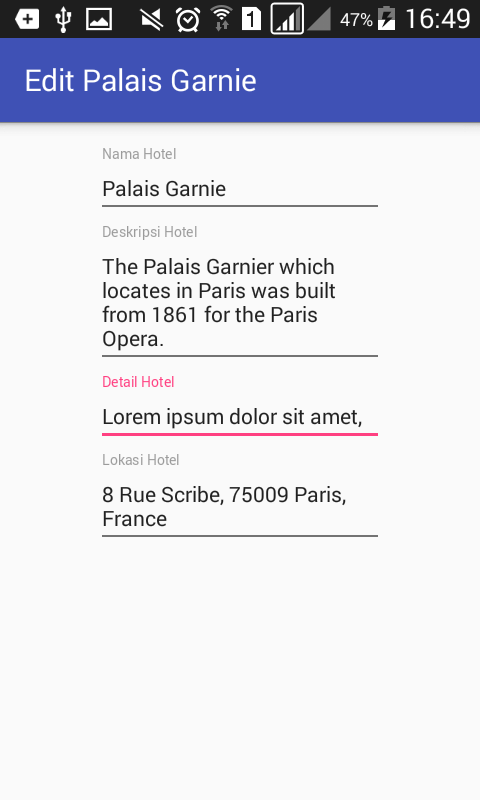 1
47%
16:49
Edit Palais Garnie
Nama Hotel
Palais Garnie
Deskripsi Hotel
The Palais Garnier which
locates in Paris was built
from 1861 for the Paris
Opera.
Detail Hotel
Lorem ipsum dolor sit amet,
Lokasi Hotel
8 Rue Scribe, 75009 Paris,
France